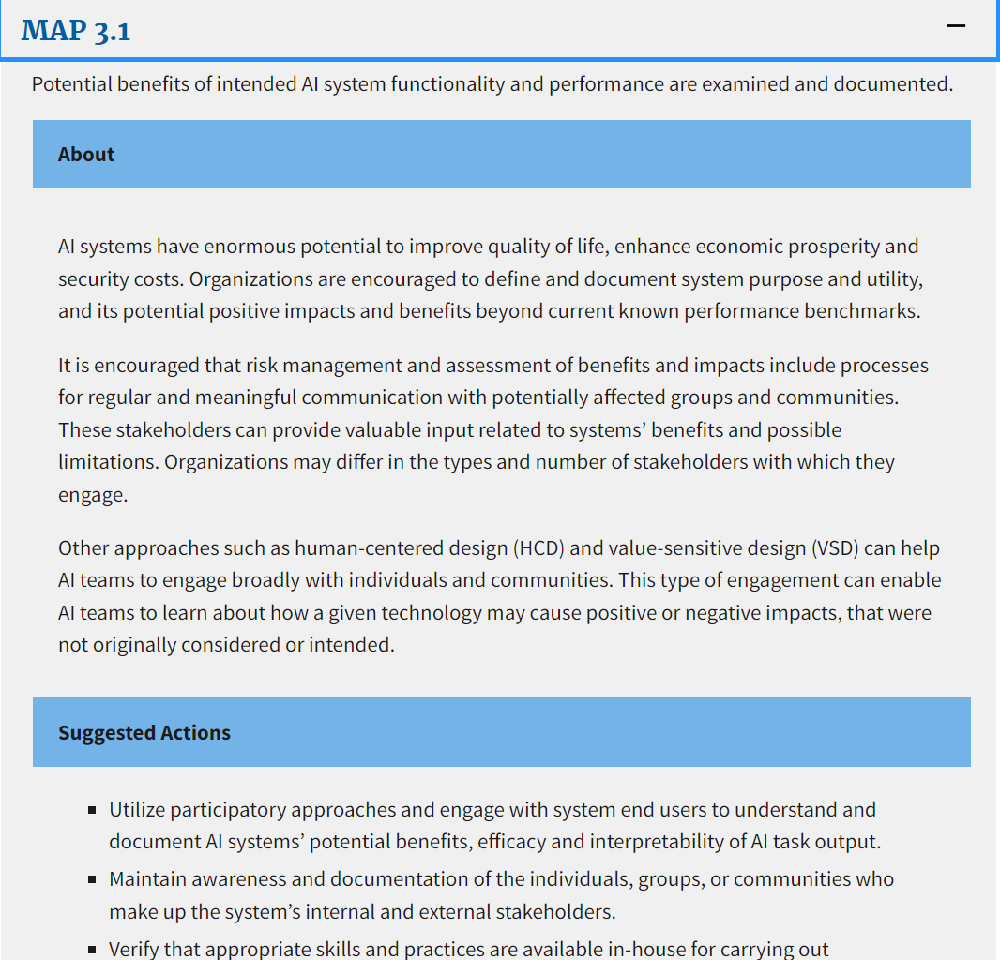 MAP 3.1
Potential benefits of intended AI system functionality and performance are examined and documented.
About
AI systems have enormous potential to improve quality of life, enhance economic prosperity and
security costs. Organizations are encouraged to define and document system purpose and utility,
and its potential positive impacts and benefits beyond current known performance benchmarks.
It is encouraged that risk management and assessment of benefits and impacts include processes
for regular and meaningful communication with potentially affected groups and communities.
These stakeholders can provide valuable input related to systems’ benefits and possible
limitations. Organizations may differ in the types and number of stakeholders with which they
engage.
Other approaches such as human-centered design (HCD) and value-sensitive design (VSD) can help
AI teams to engage broadly with individuals and communities. This type of engagement can enable
AI teams to learn about how a given technology may cause positive or negative impacts, that were
not originally considered or intended.
Suggested Actions
▪ Utilize participatory approaches and engage with system end users to understand and
document AI systems’ potential benefits, efficacy and interpretability of AI task output.
▪ Maintain awareness and documentation of the individuals, groups, or communities who
make up the system’s internal and external stakeholders.
▪ Verify that appropriate skills and practices are available in-house for carrying out